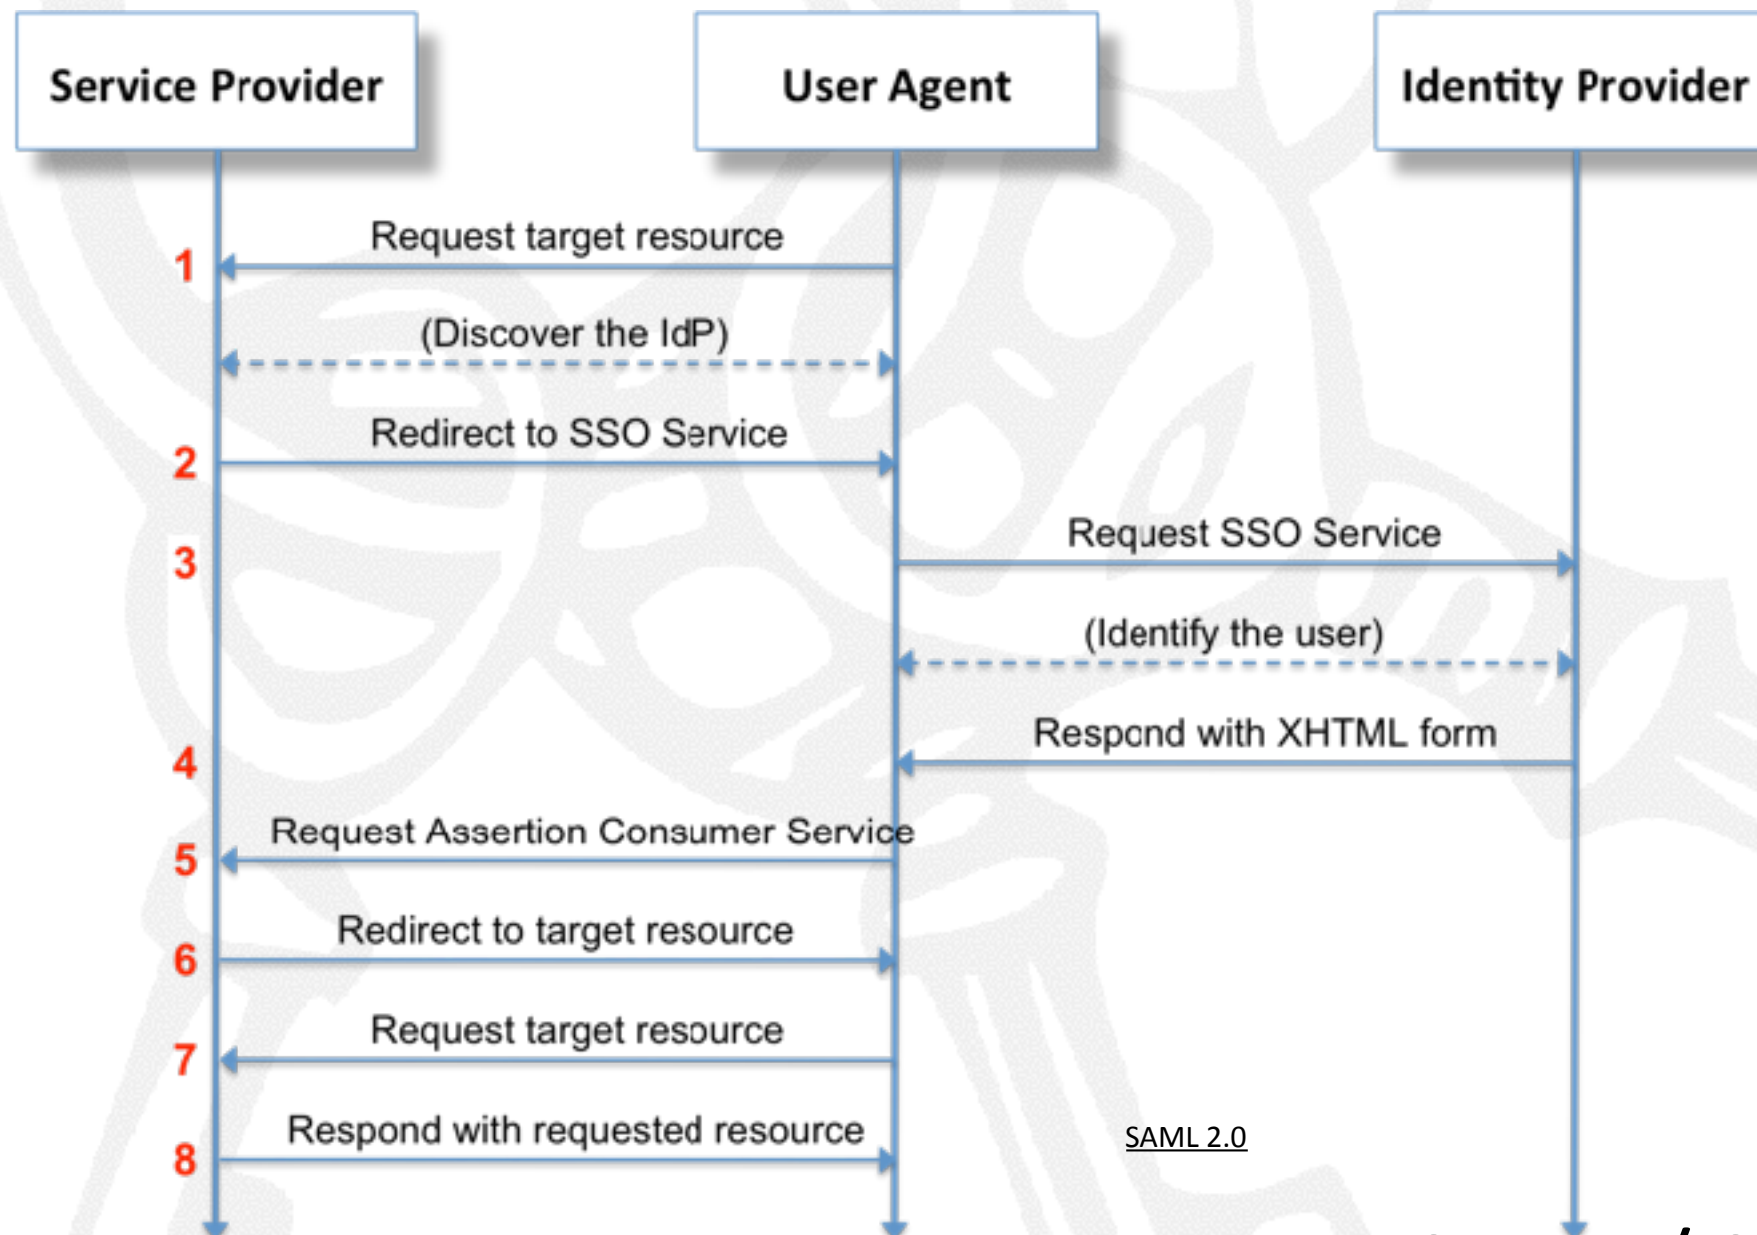 Service Provider
User Agent
Identity Provider
Request target resource
1
(Discover the IdP)
Redirect to SSO Service
2
Request SSO Service
3
(Identify the user)
Respond with XHTML form
4
Request Assertion Consumer Service
5
Redirect to target resource
6
Request target resource
7
Respond with requested resource
8
SAML 2.0